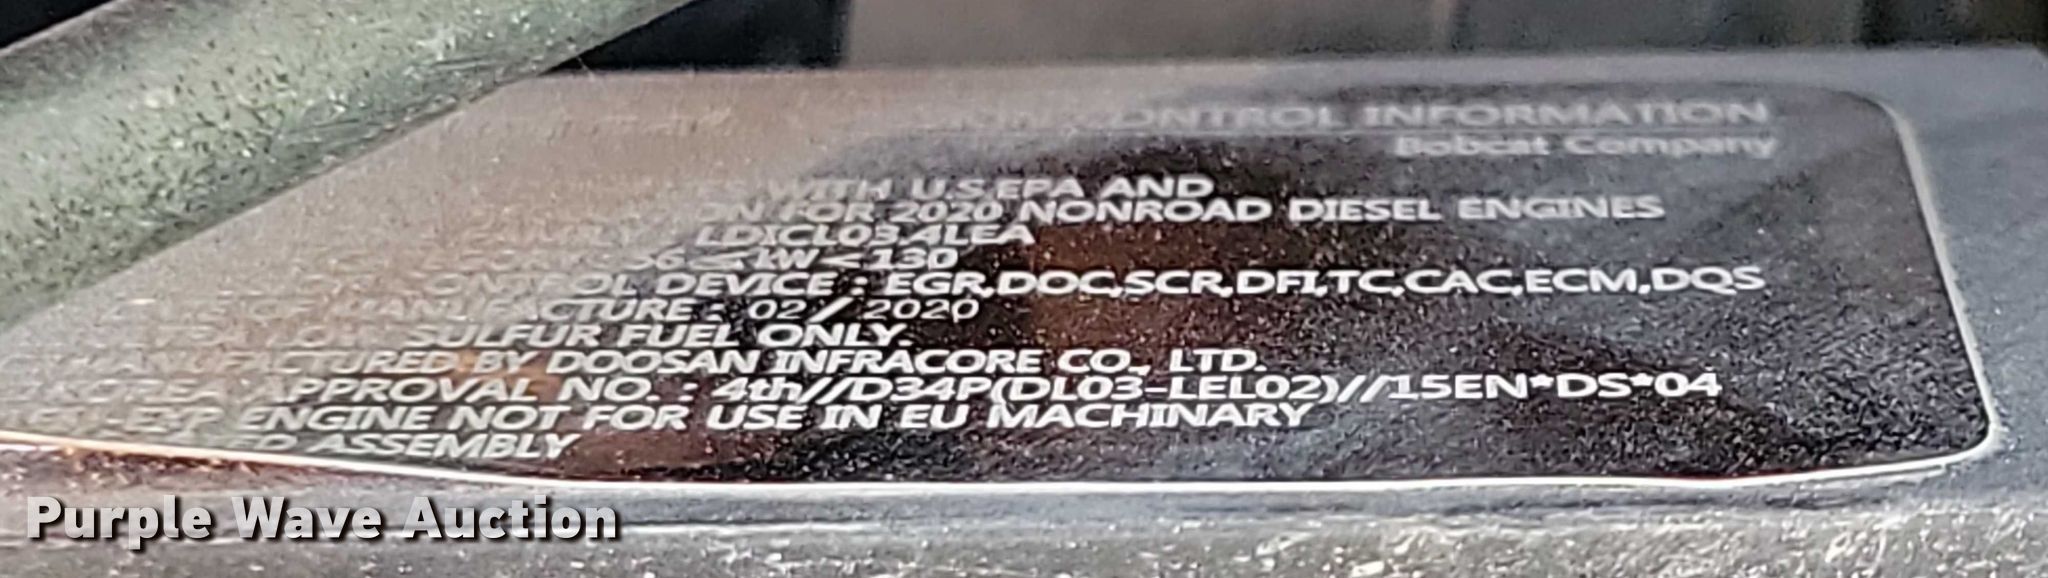 CONTROL INFORMATION
Bobcat Company
WITH U.S.EPA AND
FOR 2020 NONROAD DIESEL ENGINES
LDICL03.4LEA
56≤kW<130
CONTROL DEVICE : EGR,DOC,SCR,DFI,TC,CAC,ECM,DQS
OF MANUFACTURE : 02/2020
LOW SULFUR FUEL ONLY.
MANUFACTURED BY DOOSAN INFRACORE CO., LTD.
KOREA APPROVAL NO. : 4th//D34P(DL03-LEL02)//15EN*DS*04
ENGINE NOT FOR USE IN EU MACHINARY
ASSEMBLY
Purple Wave Auction